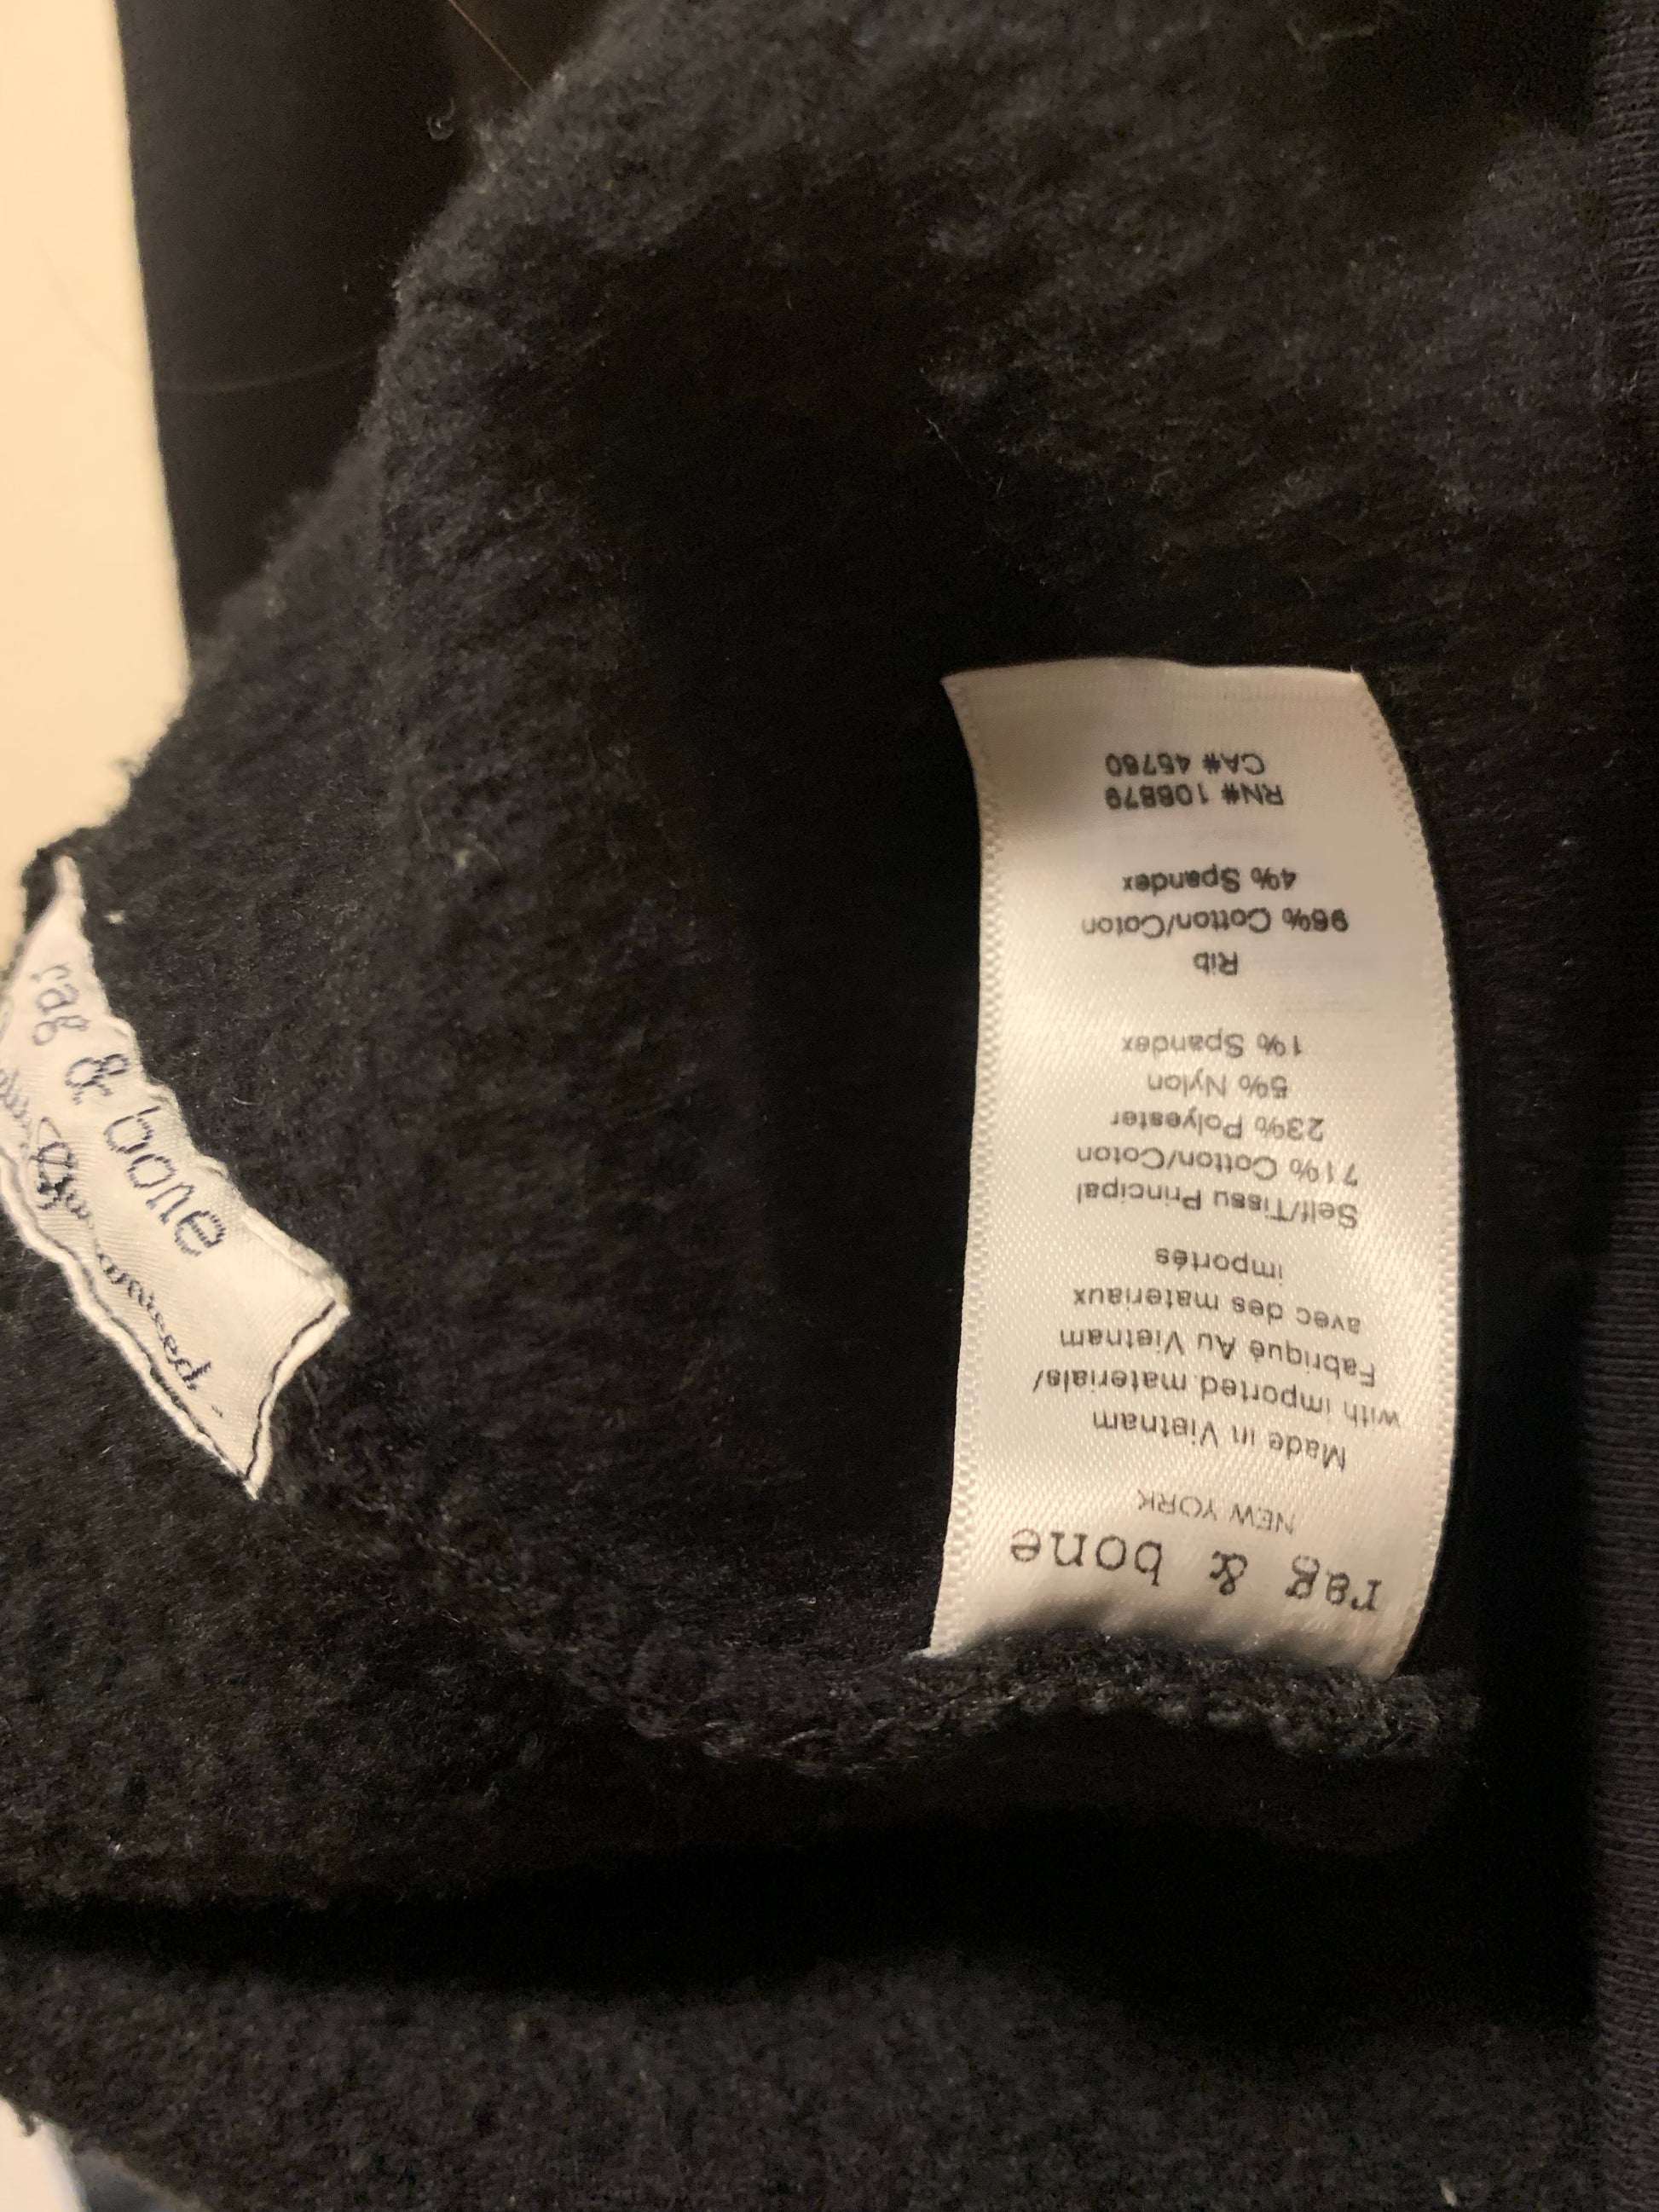 rag & bone
NEW YORK
Made in Vietnam
with imported materials/
Fabriqué Au Vietnam
avec des materiaux
importés
Self/Tissu Principal
71% Cotton/Coton
23% Polyester
5% Nylon
1% Spandex
Rib
96% Cotton/Coton
4% Spandex
RN# 108879
CA# 45760
rag & bone